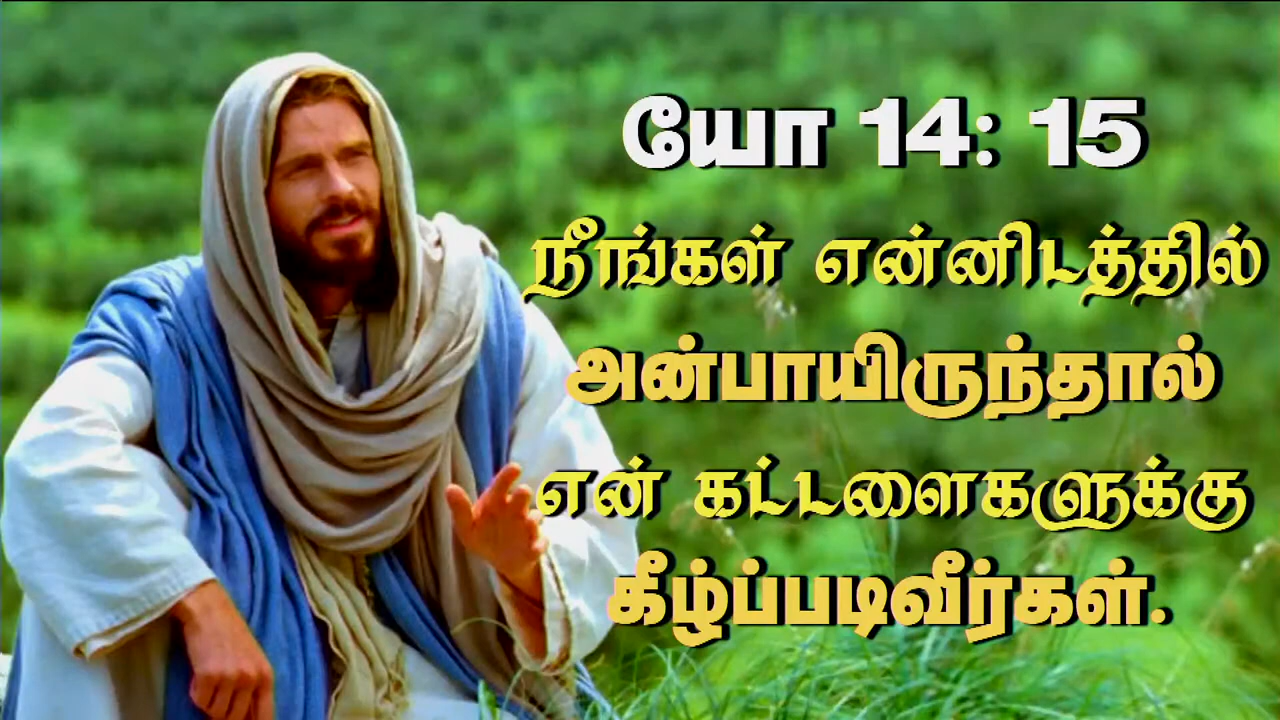 யோ 14: 15
நீங்கள் என்னிடத்தில்
அன்பாயிருந்தால்
என் கட்டளைகளுக்கு
கீழ்ப்படிவீர்கள்.